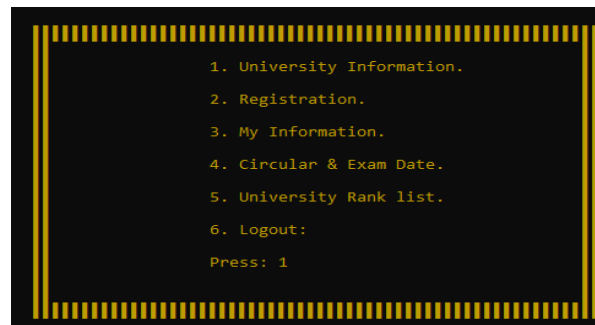 1. University Information.
2. Registration.
3. My Information.
4. Circular & Exam Date.
5. University Rank list.
6. Logout:
Press: 1